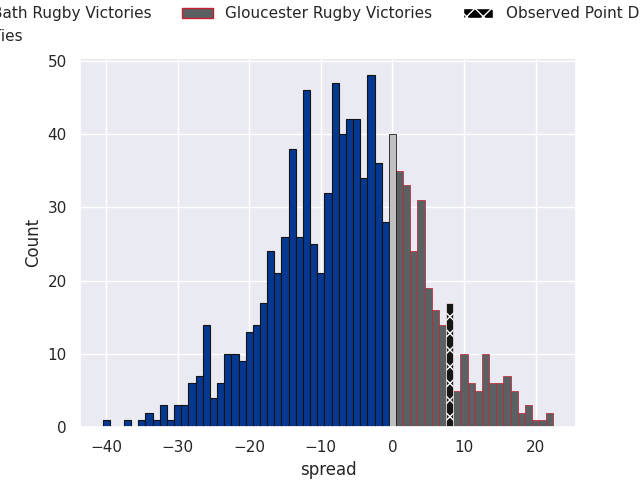 Bath Rugby Victories Gloucester Rugby Victories Observed Point D
Ties
50
40
30
20
10
0
Count
−40 −30 −20 −10 0 10 20
spread